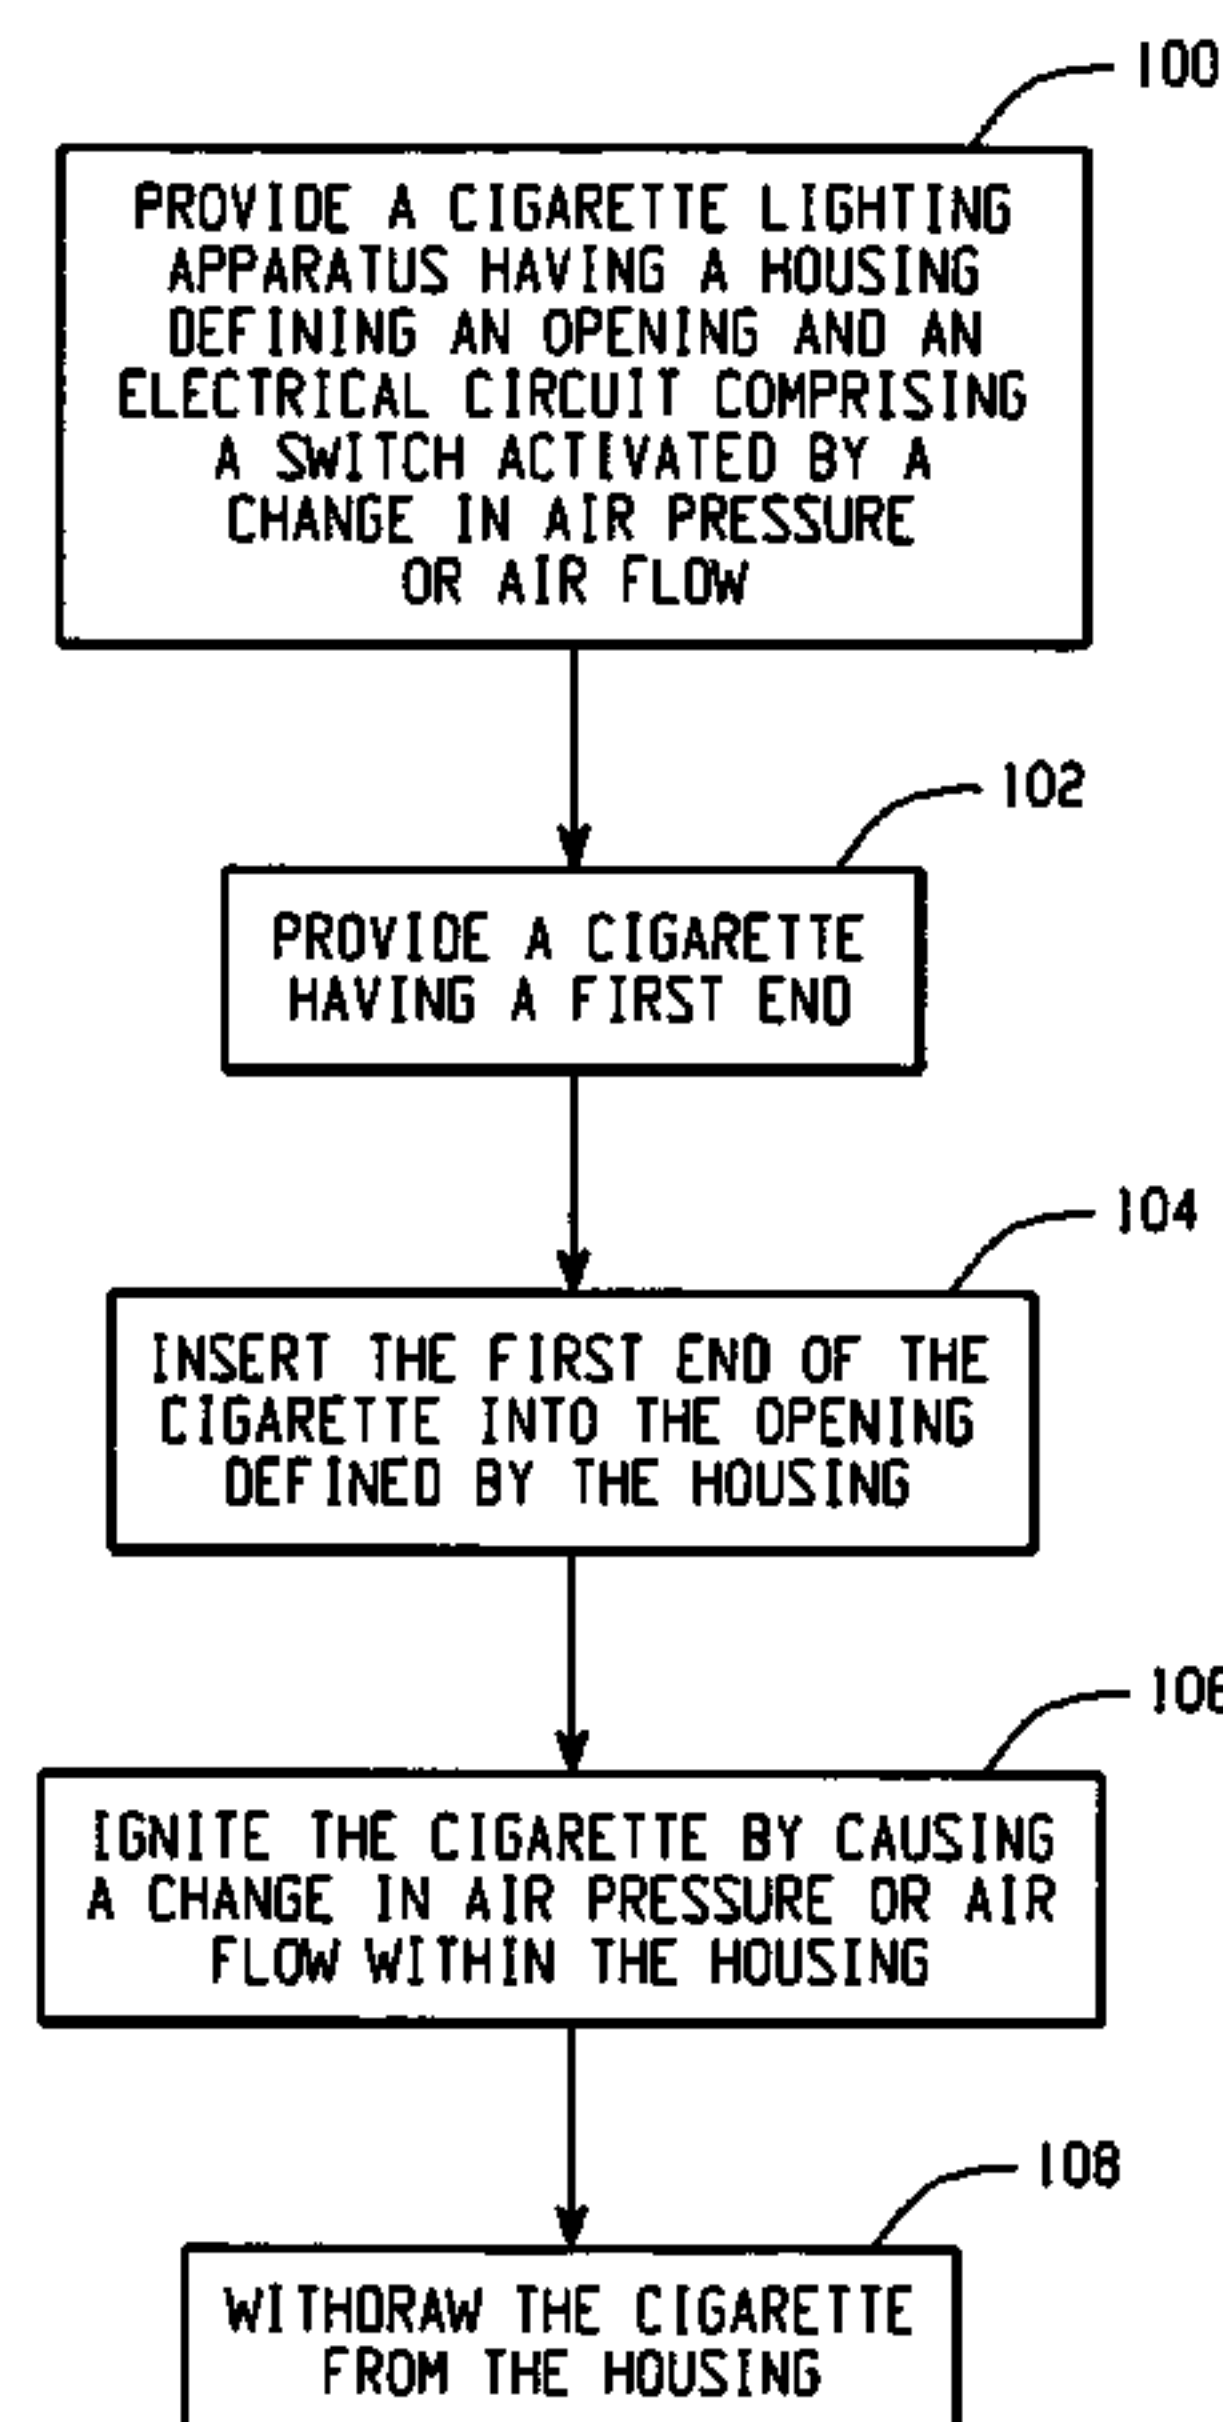 100
PROVIDE A CIGARETTE LIGHTING
APPARATUS HAVING A HOUSING
DEFINING AN OPENING AND AN
ELECTRICAL CIRCUIT COMPRISING
A SWITCH ACTIVATED BY A
CHANGE IN AIR PRESSURE
OR AIR FLOW
102
PROVIDE A CIGARETTE
HAVING A FIRST END
104
INSERT THE FIRST END OF THE
CIGARETTE INTO THE OPENING
DEFINED BY THE HOUSING
106
IGNITE THE CIGARETTE BY CAUSING
A CHANGE IN AIR PRESSURE OR AIR
FLOW WITHIN THE HOUSING
108
WITHDRAW THE CIGARETTE
FROM THE HOUSING